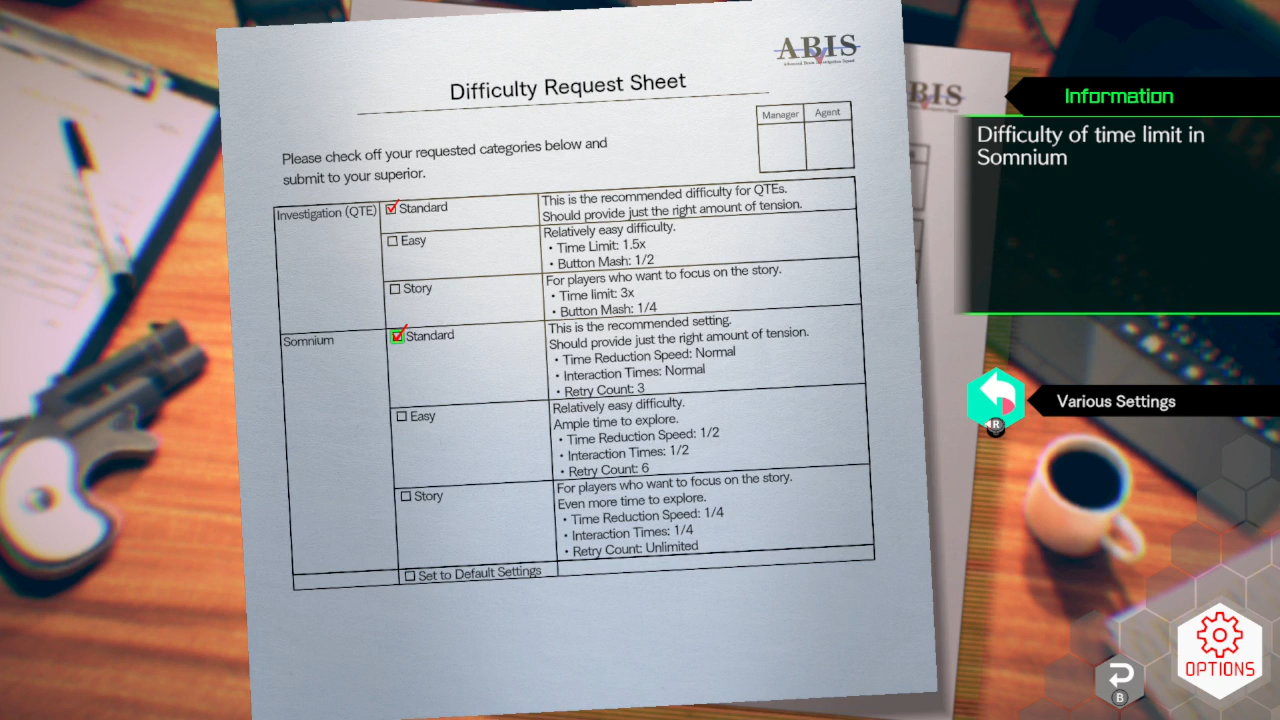 ABIS
Advanced Brain Investigation Squad
Difficulty Request Sheet
Manager
Agent
Please check off your requested categories below and
submit to your superior.
Investigation (QTE)
Standard
This is the recommended difficulty for QTEs.
Should provide just the right amount of tension.
Easy
Relatively easy difficulty.
• Time Limit: 1.5x
• Button Mash: 1/2
Story
For players who want to focus on the story.
• Time limit: 3x
• Button Mash: 1/4
Somnium
Standard
This is the recommended setting.
Should provide just the right amount of tension.
• Time Reduction Speed: Normal
• Interaction Times: Normal
• Retry Count: 3
Easy
Relatively easy difficulty.
Ample time to explore.
• Time Reduction Speed: 1/2
• Interaction Times: 1/2
• Retry Count: 6
Story
For players who want to focus on the story.
Even more time to explore.
• Time Reduction Speed: 1/4
• Interaction Times: 1/4
• Retry Count: Unlimited
Set to Default Settings
BIS
Information
Difficulty of time limit in
Somnium
R
Various Settings
OPTIONS
B